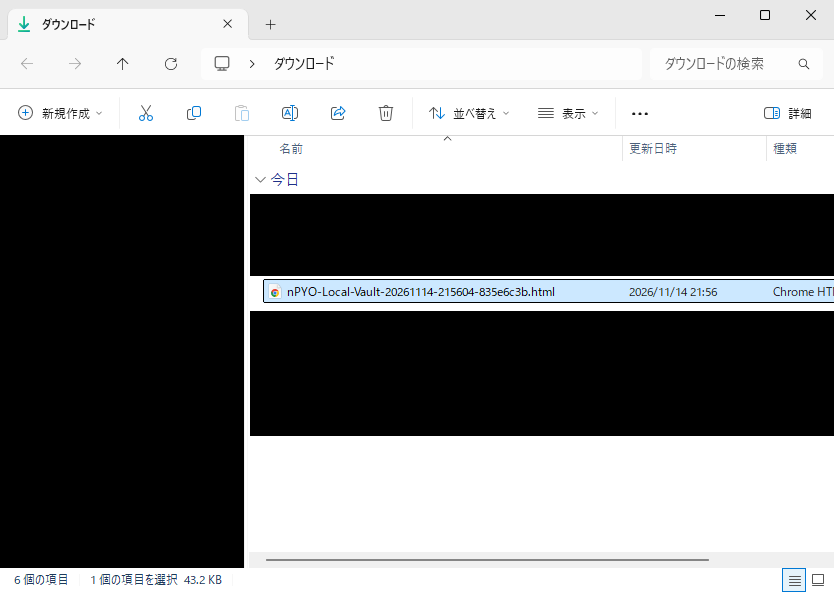 ダウンロード
ダウンロード
ダウンロードの検索
新規作成
並べ替え
表示
詳細
名前
更新日時
種類
今日
nPYO-Local-Vault-20261114-215604-835e6c3b.html
2026/11/14 21:56
Chrome HT
6 個の項目
1 個の項目を選択 43.2 KB